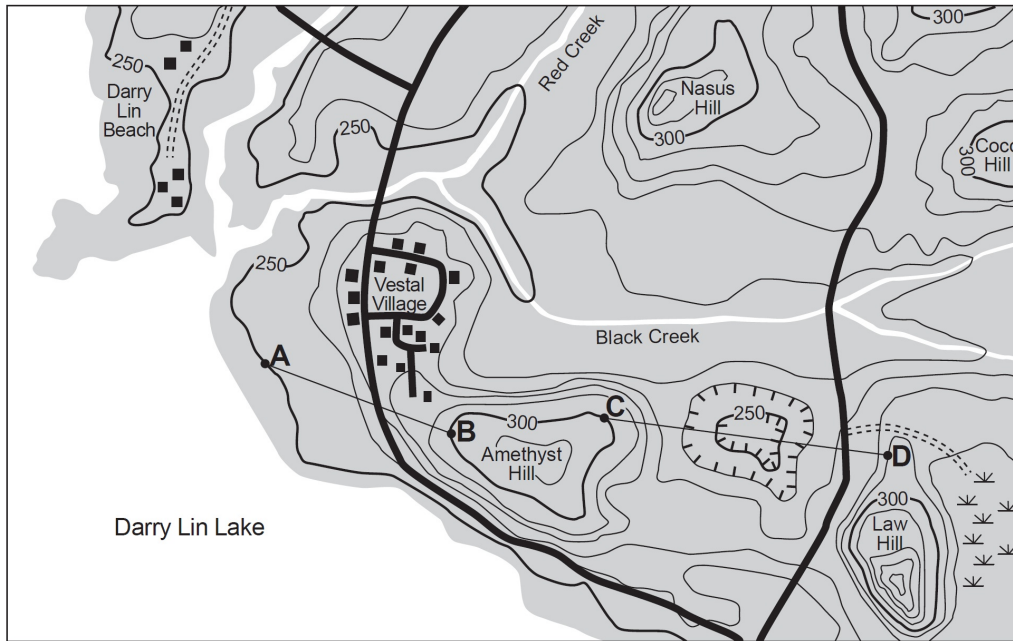 250
Darry
Lin
Beach
250
Red Creek
Nasus
Hill
300
300
300
Coco
Hill
250
Vestal
Village
A
Black Creek
B
300
C
Amethyst
Hill
250
D
300
Law
Hill
Darry Lin Lake